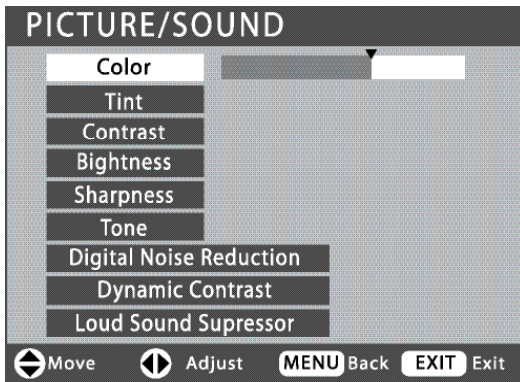 PICTURE/SOUND
Color
Tint
Contrast
Bightness
Sharpness
Tone
Digital Noise Reduction
Dynamic Contrast
Loud Sound Supressor
Move Adjust MENU Back EXIT Exit